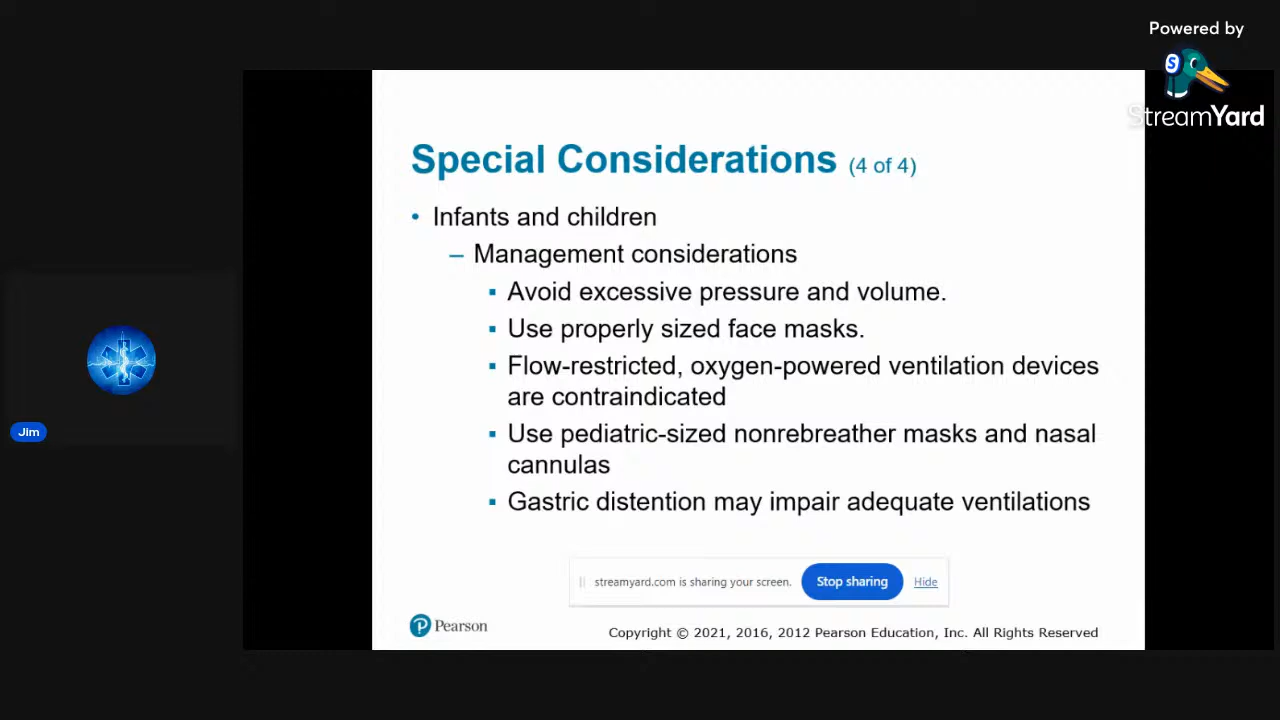 Powered by
StreamYard
Special Considerations (4 of 4)
• Infants and children
– Management considerations
▪ Avoid excessive pressure and volume.
▪ Use properly sized face masks.
▪ Flow-restricted, oxygen-powered ventilation devices
are contraindicated
▪ Use pediatric-sized nonrebreather masks and nasal
cannulas
▪ Gastric distention may impair adequate ventilations
Jim
streamyard.com is sharing your screen. Stop sharing Hide
Pearson
Copyright © 2021, 2016, 2012 Pearson Education, Inc. All Rights Reserved